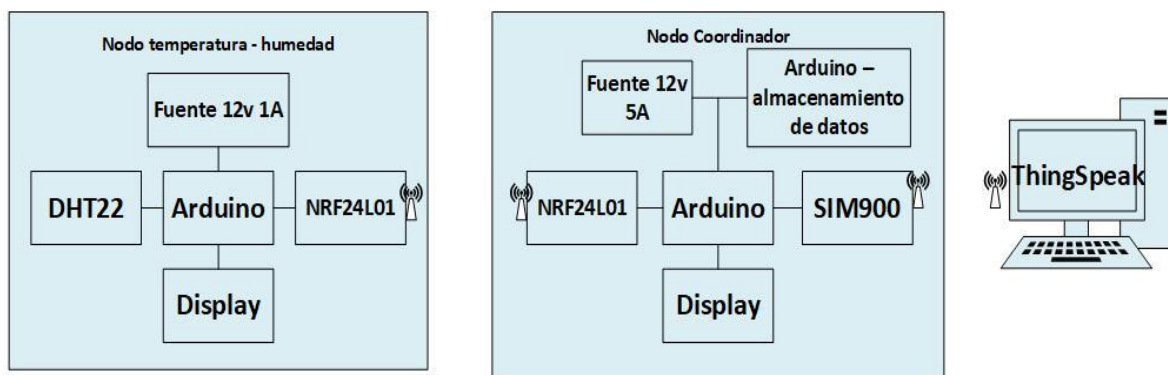 Nodo temperatura - humedad
Fuente 12v 1A
DHT22
Arduino
NRF24L01
Display
Nodo Coordinador
Fuente 12v
5A
Arduino –
almacenamiento
de datos
NRF24L01
Arduino
SIM900
Display
ThingSpeak